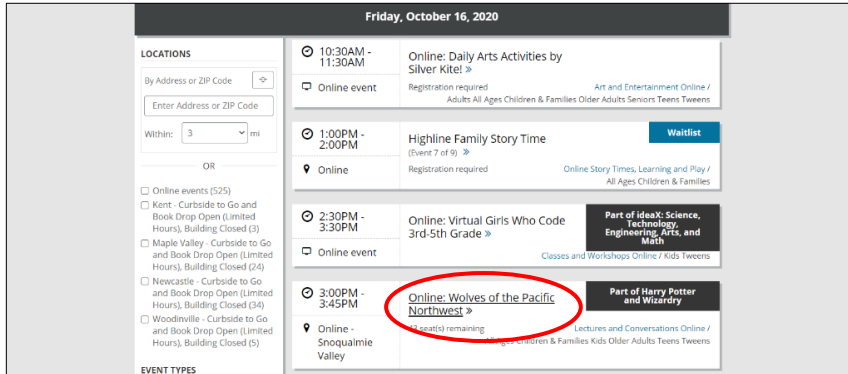 Friday, October 16, 2020
LOCATIONS
By Address or ZIP Code
Enter Address or ZIP Code
Within: 3 mi
OR
Online events (525)
Kent - Curbside to Go and
Book Drop Open (Limited
Hours), Building Closed (3)
Maple Valley - Curbside to Go
and Book Drop Open (Limited
Hours), Building Closed (24)
Newcastle - Curbside to Go
and Book Drop Open (Limited
Hours), Building Closed (34)
Woodinville - Curbside to Go
and Book Drop Open (Limited
Hours), Building Closed (5)
EVENT TYPES
10:30AM -
11:30AM
Online event
Online: Daily Arts Activities by
Silver Kite! »
Registration required
Art and Entertainment Online /
Adults All Ages Children & Families Older Adults Seniors Teens Tweens
1:00PM -
2:00PM
Online
Highline Family Story Time
(Event 7 of 9) »
Registration required
Waitlist
Online Story Times, Learning and Play /
All Ages Children & Families
2:30PM -
3:30PM
Online event
Online: Virtual Girls Who Code
3rd-5th Grade »
Part of ideaX: Science,
Technology,
Engineering, Arts, and
Math
Classes and Workshops Online / Kids Tweens
3:00PM -
3:45PM
Online -
Snoqualmie
Valley
Online: Wolves of the Pacific
Northwest »
seat(s) remaining
Part of Harry Potter
and Wizardry
Lectures and Conversations Online /
All Ages Children & Families Kids Older Adults Teens Tweens